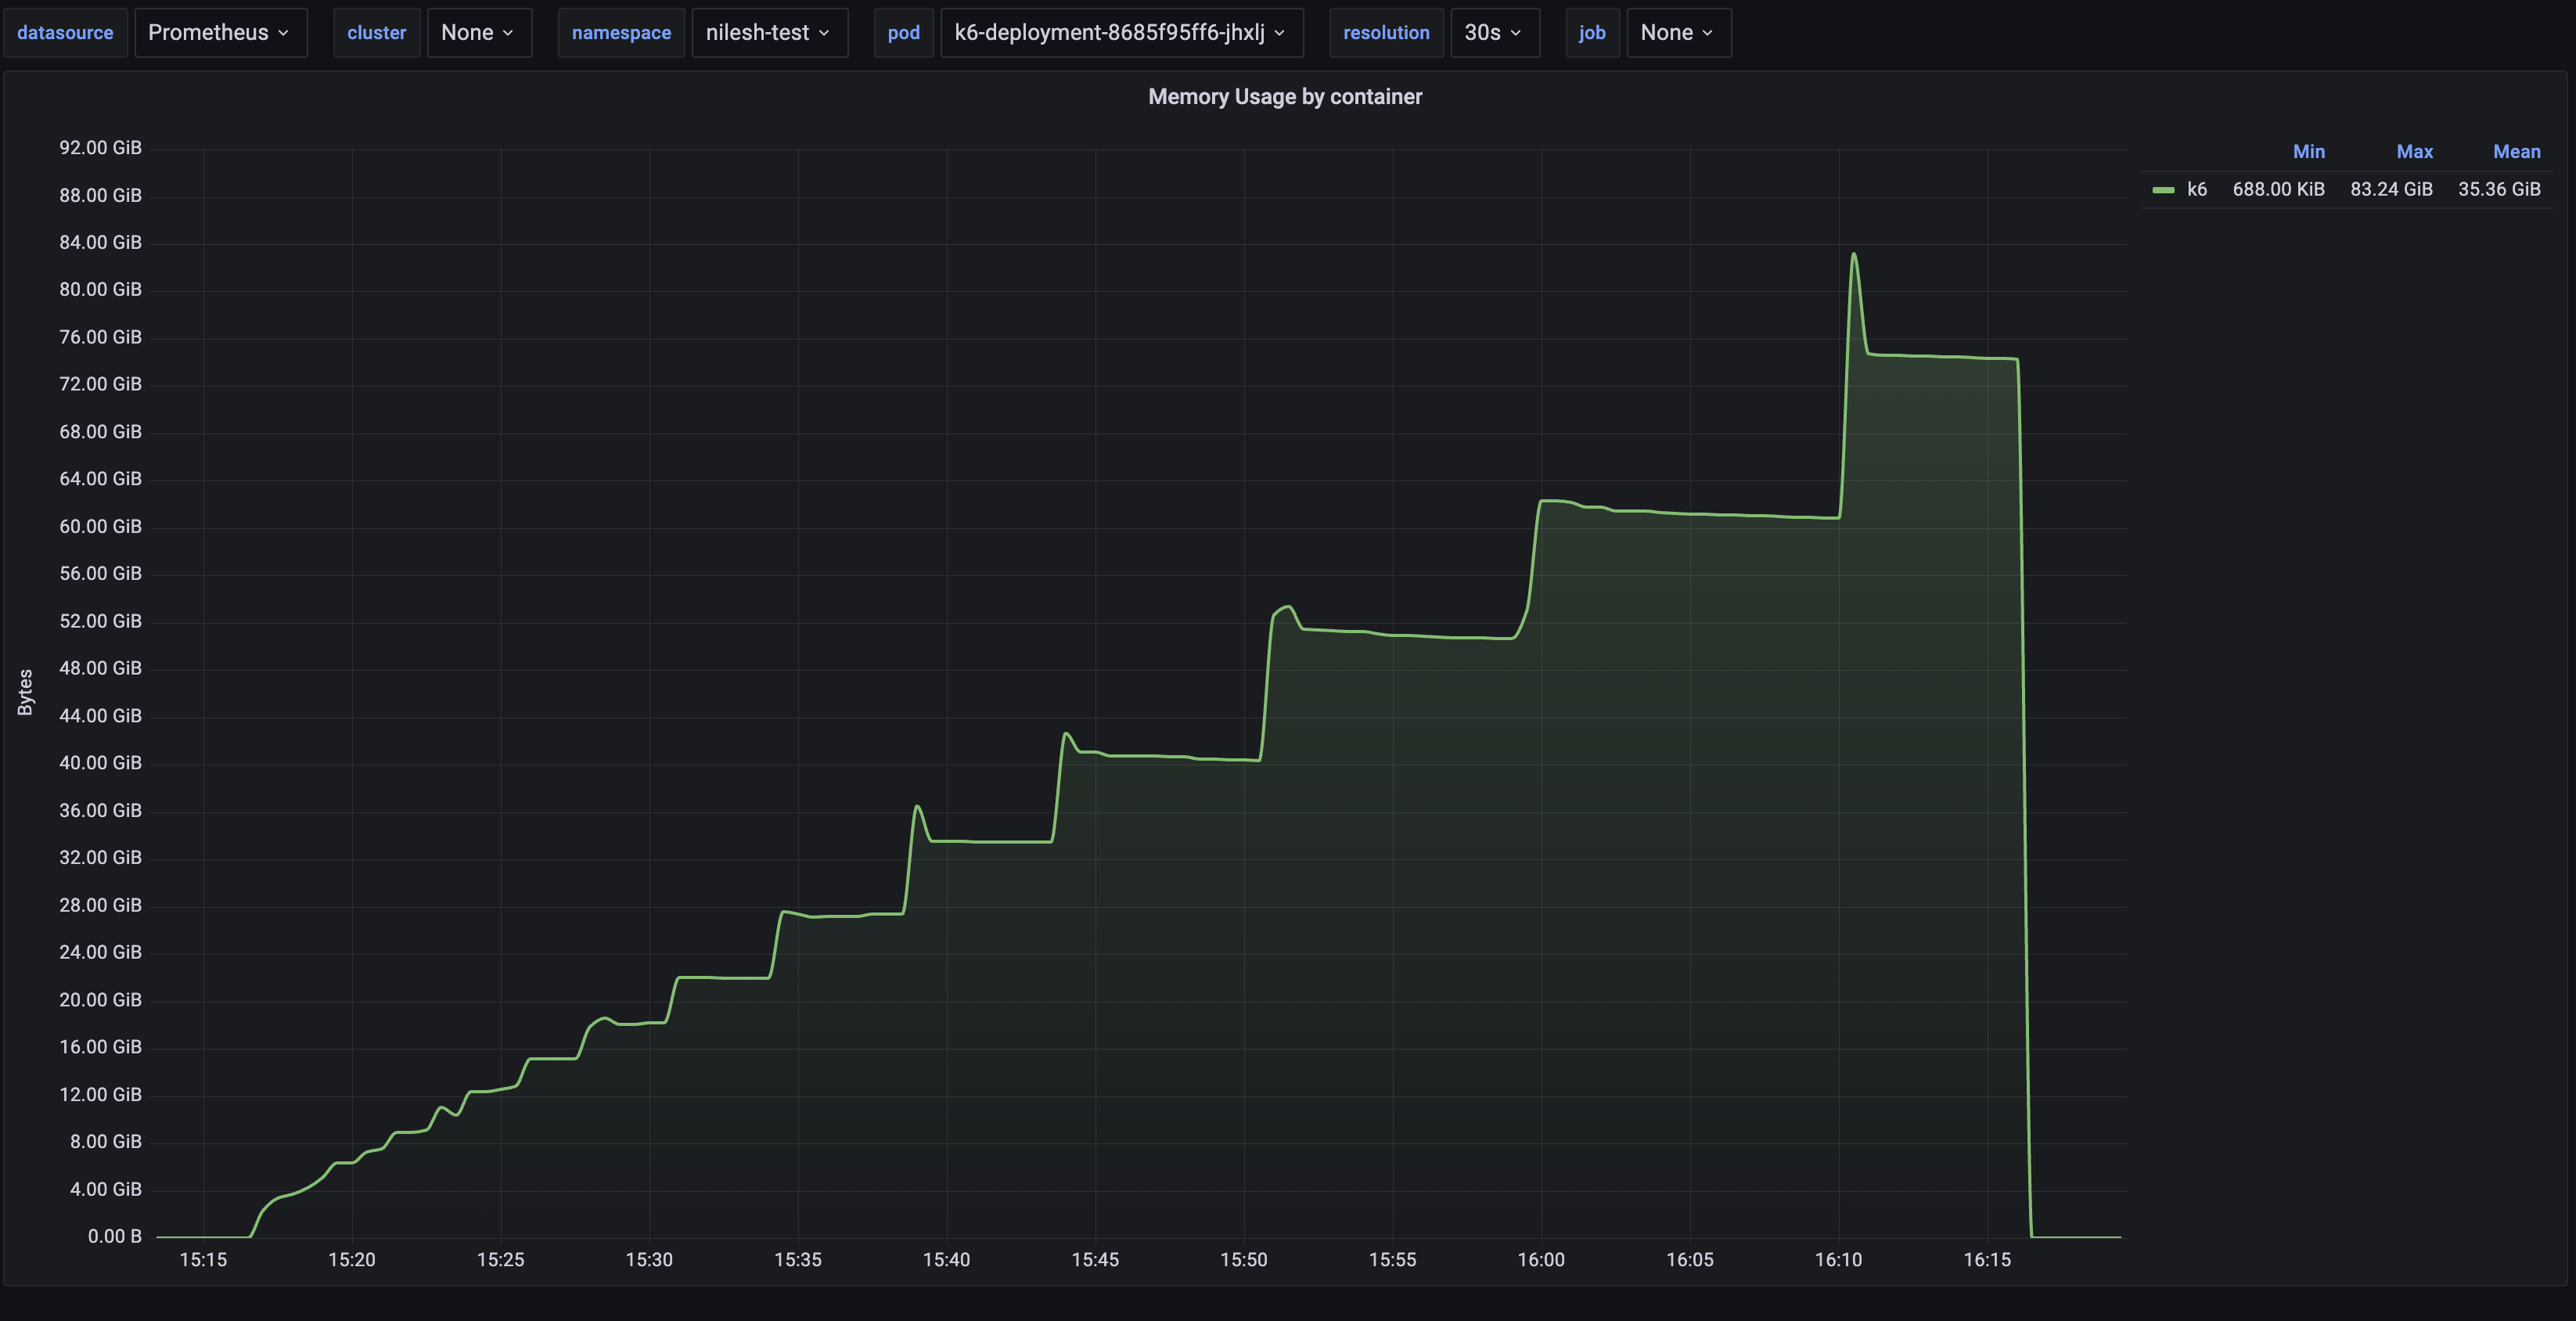 datasource Prometheus cluster None namespace nilesh-test pod k6-deployment-8685f95ff6-jhxlj resolution 30s job None
Memory Usage by container
92.00 GiB
88.00 GiB
84.00 GiB
80.00 GiB
76.00 GiB
72.00 GiB
68.00 GiB
64.00 GiB
60.00 GiB
56.00 GiB
52.00 GiB
48.00 GiB
44.00 GiB
40.00 GiB
36.00 GiB
32.00 GiB
28.00 GiB
24.00 GiB
20.00 GiB
16.00 GiB
12.00 GiB
8.00 GiB
4.00 GiB
0.00 B
Bytes
15:15 15:20 15:25 15:30 15:35 15:40 15:45 15:50 15:55 16:00 16:05 16:10 16:15
Min Max Mean
k6 688.00 KiB 83.24 GiB 35.36 GiB